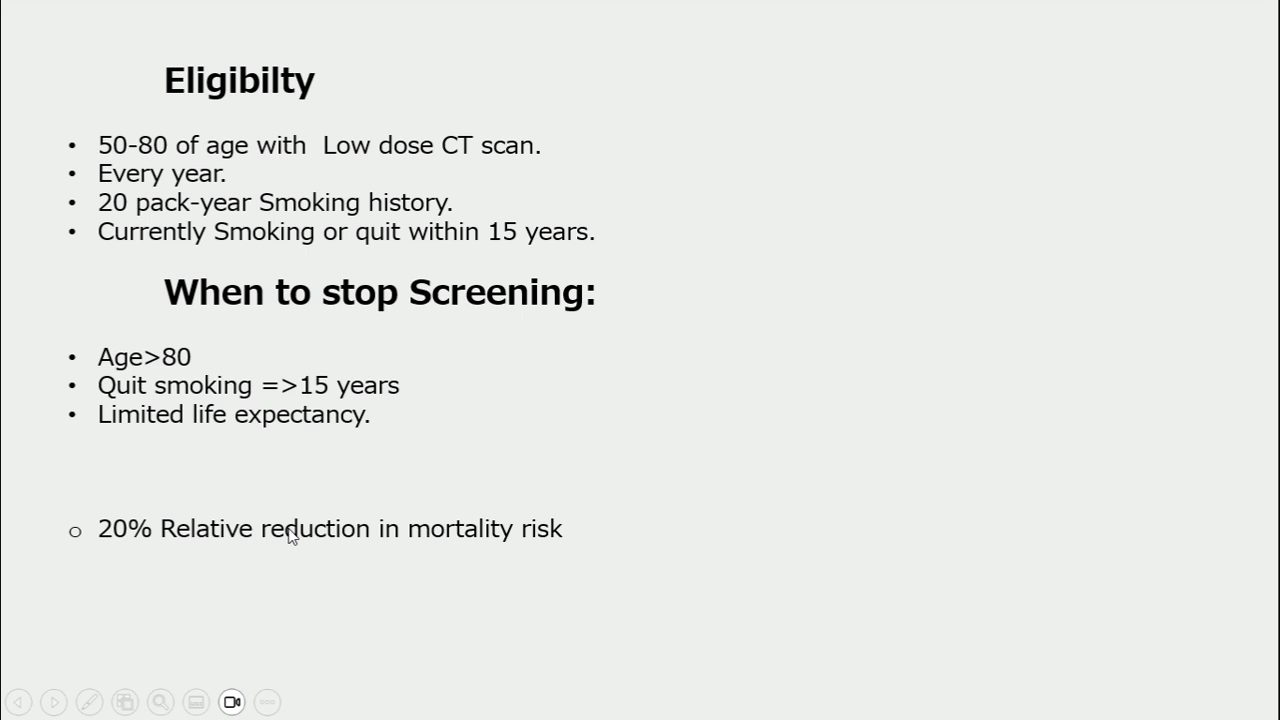 Eligibilty
• 50-80 of age with Low dose CT scan.
• Every year.
• 20 pack-year Smoking history.
• Currently Smoking or quit within 15 years.
When to stop Screening:
• Age>80
• Quit smoking =>15 years
• Limited life expectancy.
o 20% Relative reduction in mortality risk